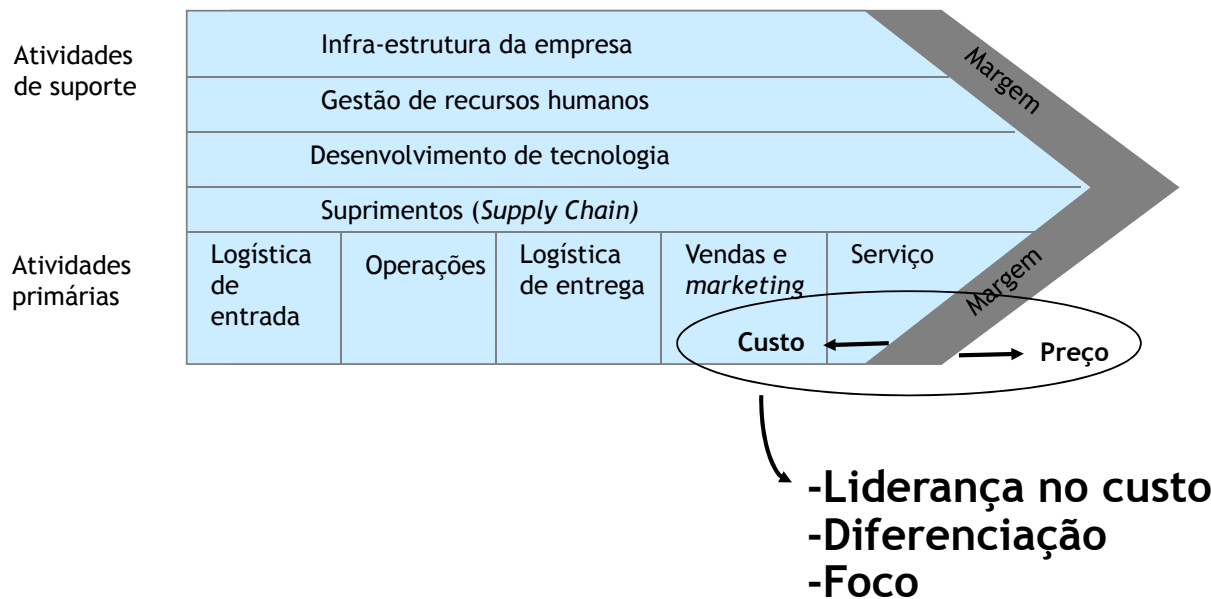 Atividades
de suporte
Infra-estrutura da empresa
Gestão de recursos humanos
Desenvolvimento de tecnologia
Suprimentos (Supply Chain)
Margem
Atividades
primárias
Logística
de
entrada
Operações
Logística
de entrega
Vendas e
marketing
Serviço
Margem
Custo
Preço
-Liderança no custo
-Diferenciação
-Foco